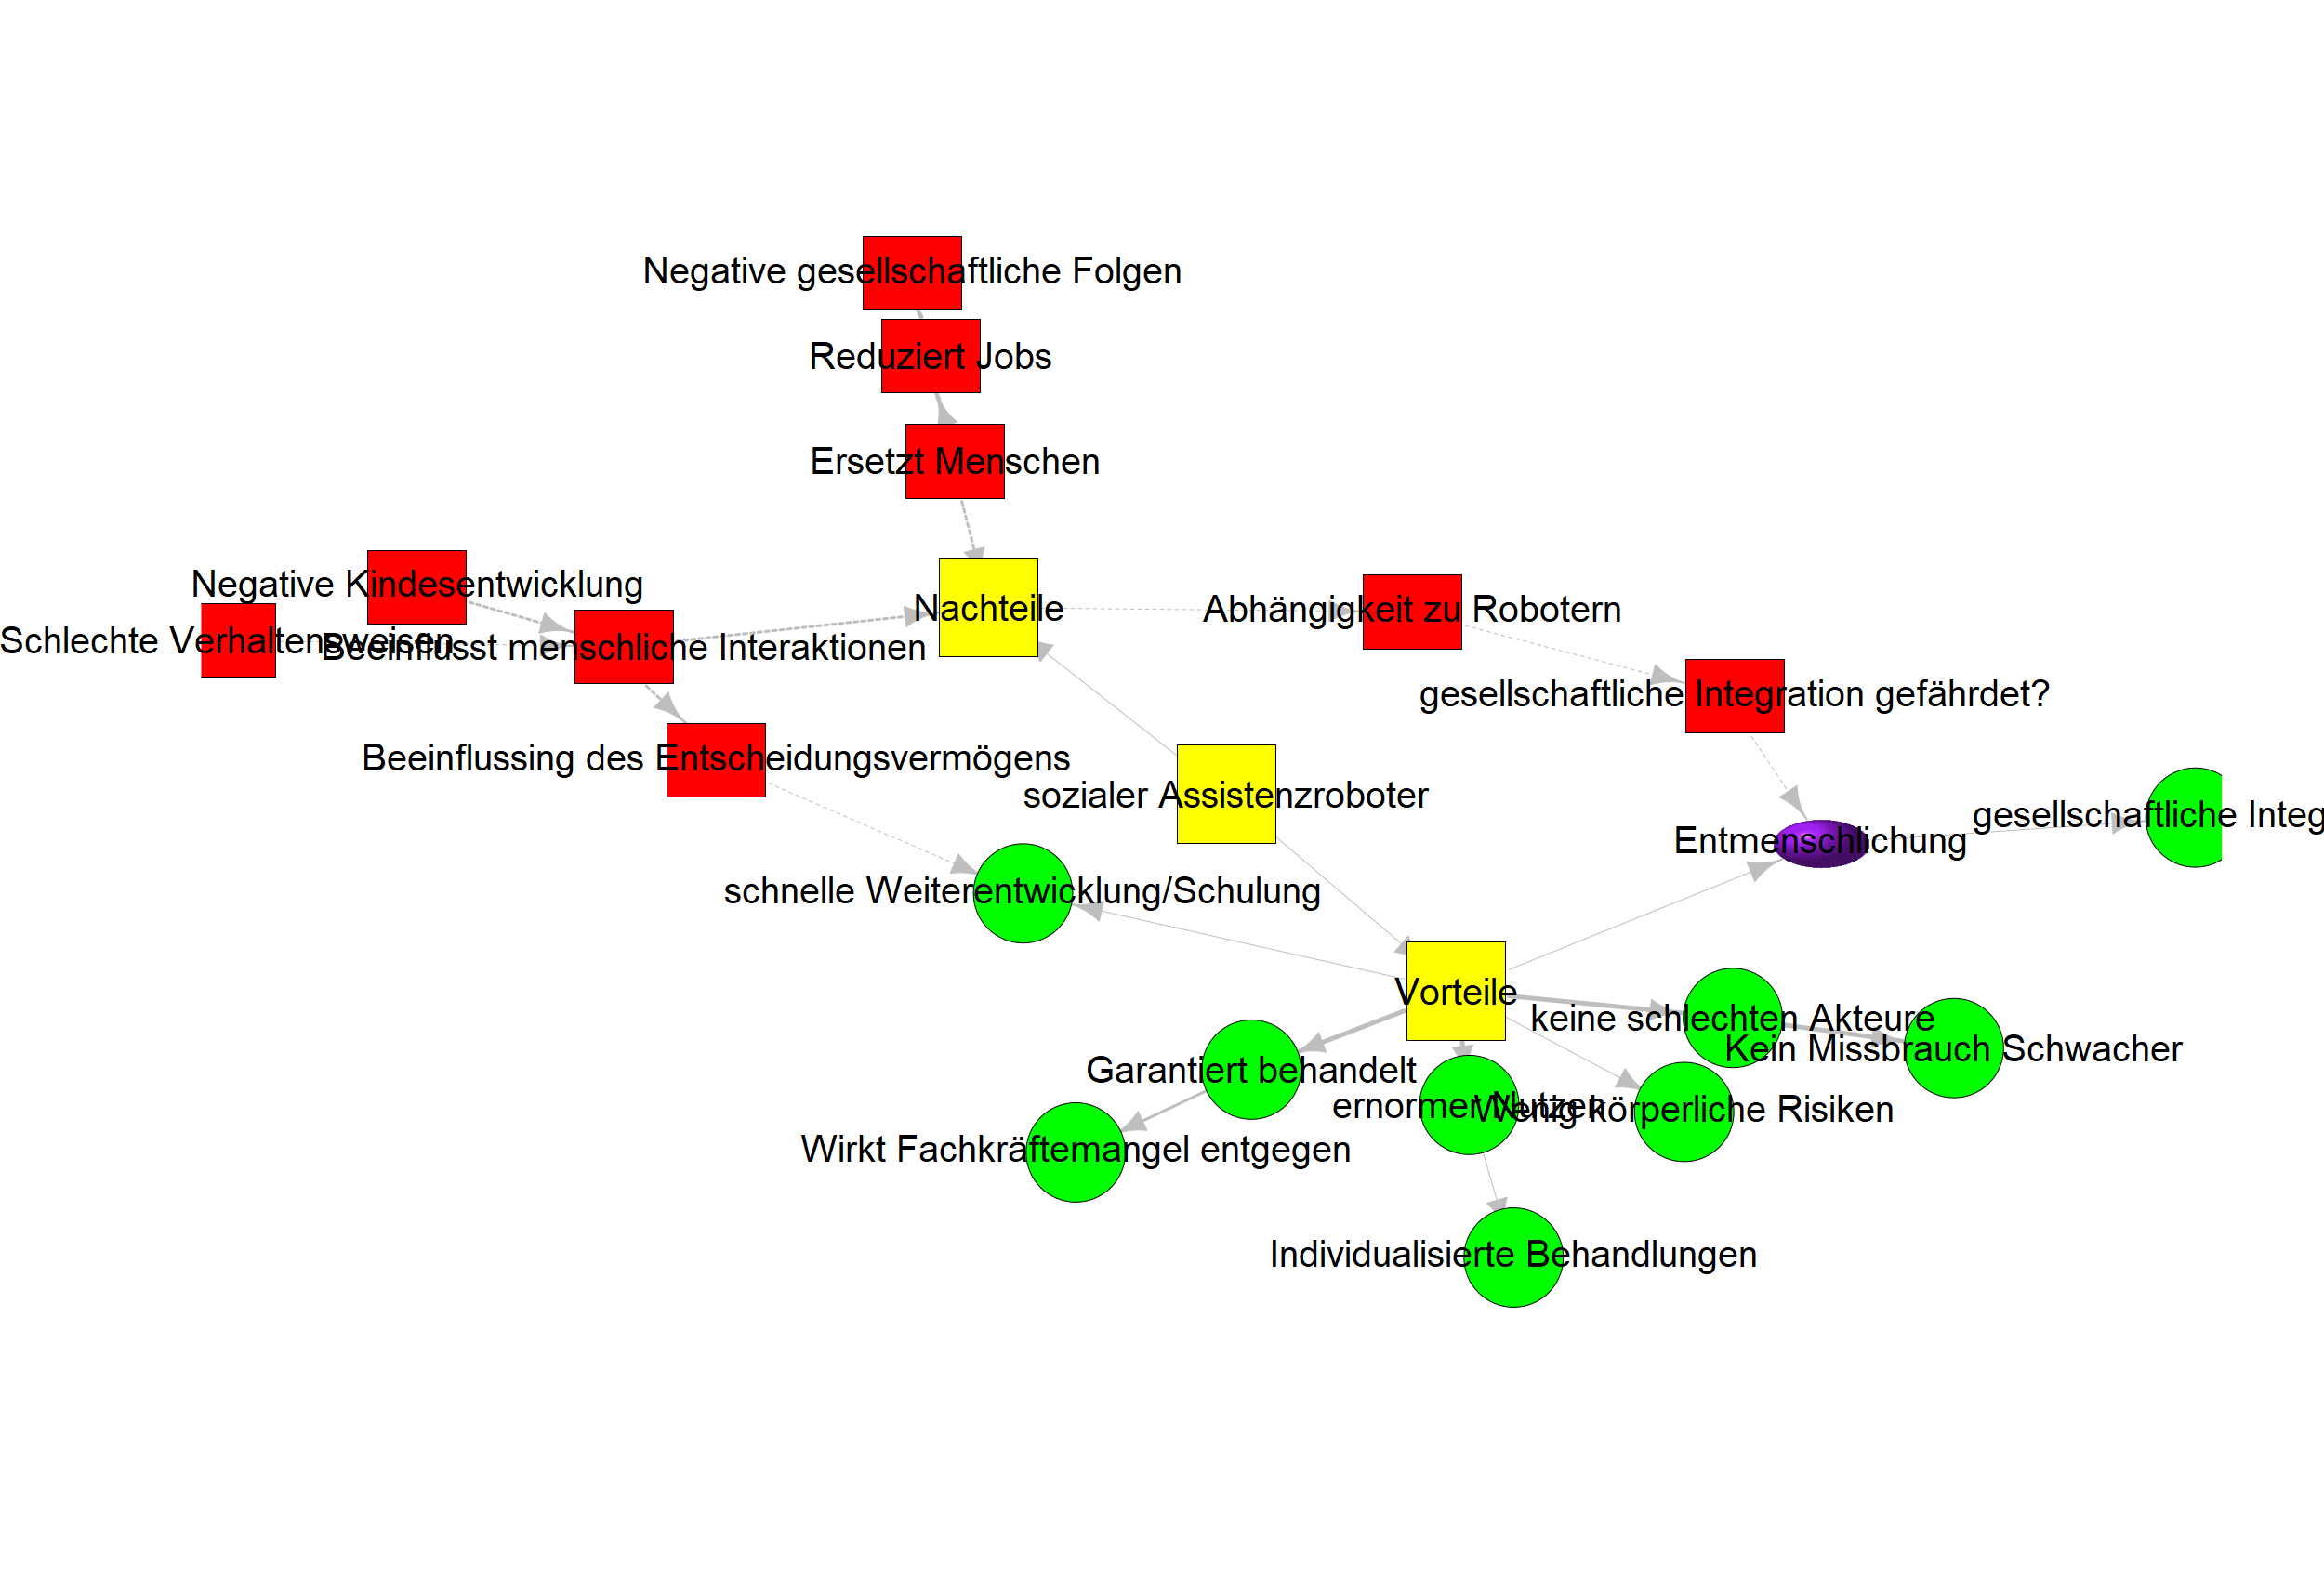 Negative gesellschaftliche Folgen
Reduziert Jobs
Ersetzt Menschen
Negative Kindesentwicklung
Nachteile
Abhängigkeit zu Robotern
Schlechte Verhaltensweisen
Beeinflusst menschliche Interaktionen
gesellschaftliche Integration gefährdet?
Beeinflussing des Entscheidungsvermögens
sozialer Assistenzroboter
gesellschaftliche Integ
Entmenschlichung
schnelle Weiterentwicklung/Schulung
Vorteile
keine schlechten Akteure
Kein Missbrauch Schwacher
Garantiert behandelt
ernormer Nutzen
Wenig körperliche Risiken
Wirkt Fachkräftemangel entgegen
Individualisierte Behandlungen